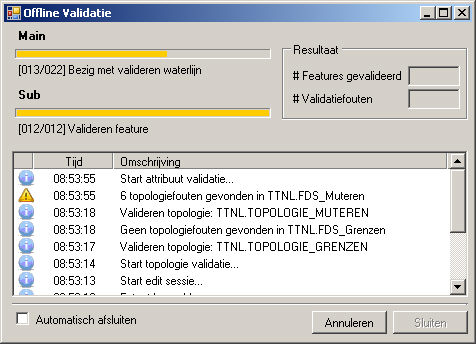 Offline Validatie
Main
[013/022] Bezig met valideren waterlijn
Sub
[012/012] Valideren feature
Resultaat
# Features gevalideerd
# Validatiefouten
Tijd Omschrijving
08:53:55 Start attribuut validatie...
08:53:55 6 topologiefouten gevonden in TTNL.FDS_Muteren
08:53:18 Valideren topologie: TTNL.TOPOLOGIE_MUTEREN
08:53:18 Geen topologiefouten gevonden in TTNL.FDS_Grenzen
08:53:17 Valideren topologie: TTNL.TOPOLOGIE_GRENZEN
08:53:14 Start topologie validatie...
08:53:13 Start edit sessie...
Automatisch afsluiten
Annuleren
Sluiten